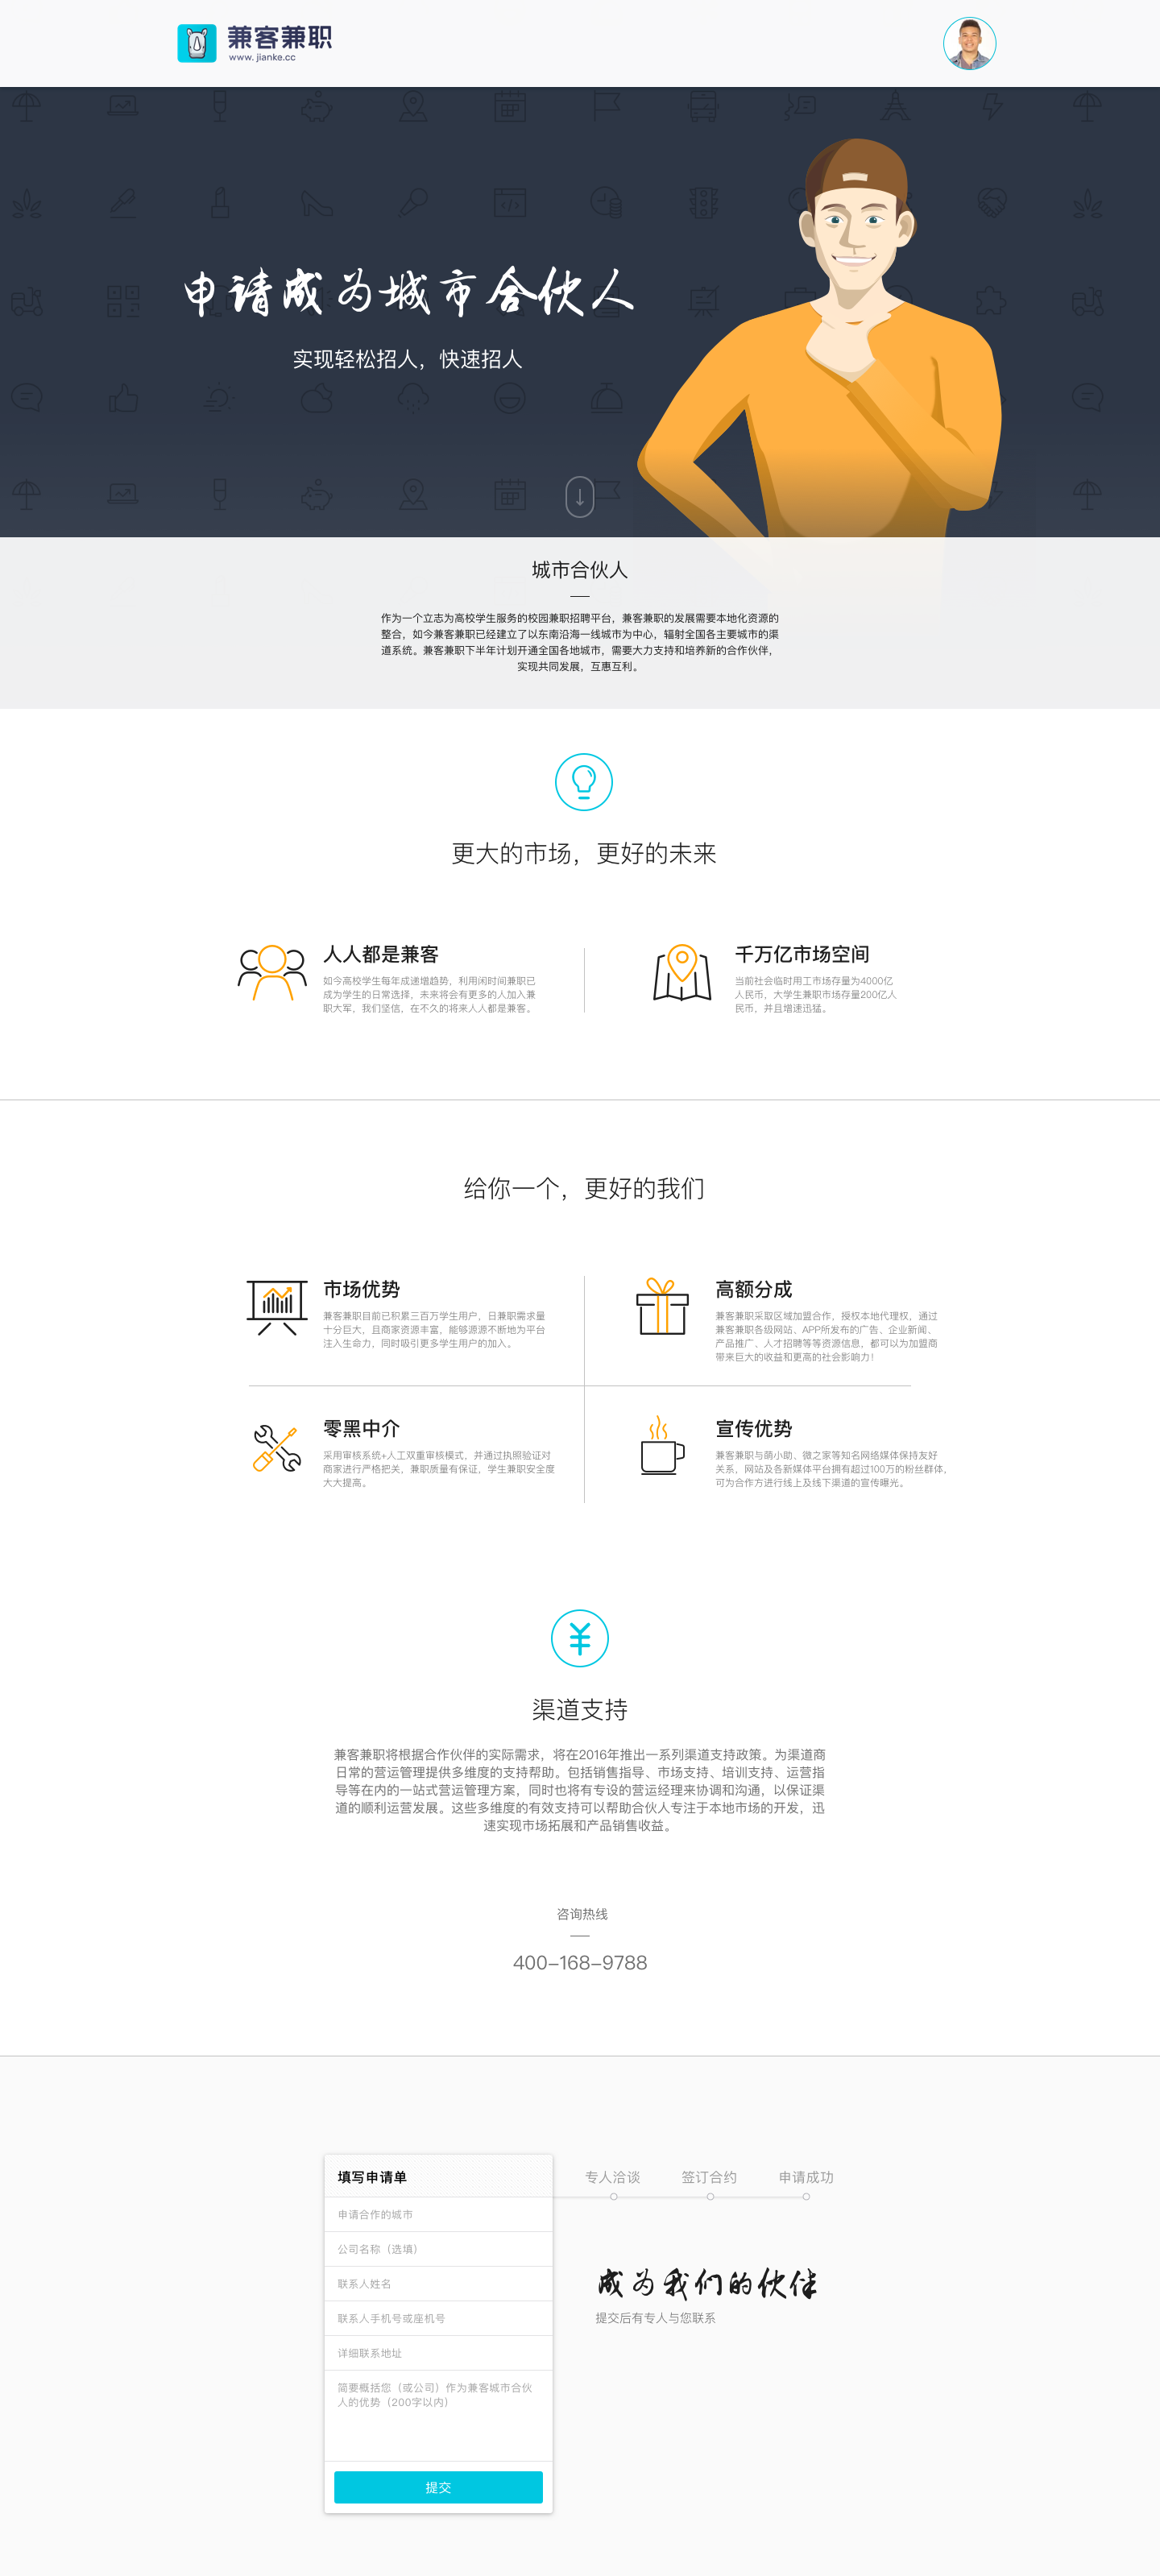 兼客兼职
www. jianke.cc
申请成为城市合伙人
实现轻松招人，快速招人
城市合伙人
作为一个立志为高校学生服务的校园兼职招聘平台，兼客兼职的发展需要本地化资源的
整合，如今兼客兼职已经建立了以东南沿海一线城市为中心，辐射全国各主要城市的渠
道系统。兼客兼职下半年计划开通全国各地城市，需要大力支持和培养新的合作伙伴，
实现共同发展，互惠互利。
更大的市场，更好的未来
人人都是兼客
如今高校学生每年成递增趋势，利用闲时间兼职已
成为学生的日常选择，未来将会有更多的人加入兼
职大军，我们坚信，在不久的将来人人都是兼客。
千万亿市场空间
当前社会临时用工市场存量为4000亿
人民币，大学生兼职市场存量200亿人
民币，并且增速迅猛。
给你一个，更好的我们
市场优势
兼客兼职目前已积累三百万学生用户，日兼职需求量
十分巨大，且商家资源丰富，能够源源不断地为平台
注入生命力，同时吸引更多学生用户的加入。
高额分成
兼客兼职采取区域加盟合作，授权本地代理权，通过
兼客兼职各级网站、APP所发布的广告、企业新闻、
产品推广、人才招聘等等资源信息，都可以为加盟商
带来巨大的收益和更高的社会影响力！
零黑中介
采用审核系统+人工双重审核模式，并通过执照验证对
商家进行严格把关，兼职质量有保证，学生兼职安全度
大大提高。
宣传优势
兼客兼职与萌小助、微之家等知名网络媒体保持友好
关系，网站及各新媒体平台拥有超过100万的粉丝群体，
可为合作方进行线上及线下渠道的宣传曝光。
渠道支持
兼客兼职将根据合作伙伴的实际需求，将在2016年推出一系列渠道支持政策。为渠道商
日常的营运管理提供多维度的支持帮助。包括销售指导、市场支持、培训支持、运营指
导等在内的一站式营运管理方案，同时也将有专设的营运经理来协调和沟通，以保证渠
道的顺利运营发展。这些多维度的有效支持可以帮助合伙人专注于本地市场的开发，迅
速实现市场拓展和产品销售收益。
咨询热线
400-168-9788
填写申请单
专人洽谈
签订合约
申请成功
申请合作的城市
公司名称（选填）
联系人姓名
联系人手机号或座机号
详细联系地址
简要概括您（或公司）作为兼客城市合伙
人的优势（200字以内）
提交
成为我们的伙伴
提交后有专人与您联系